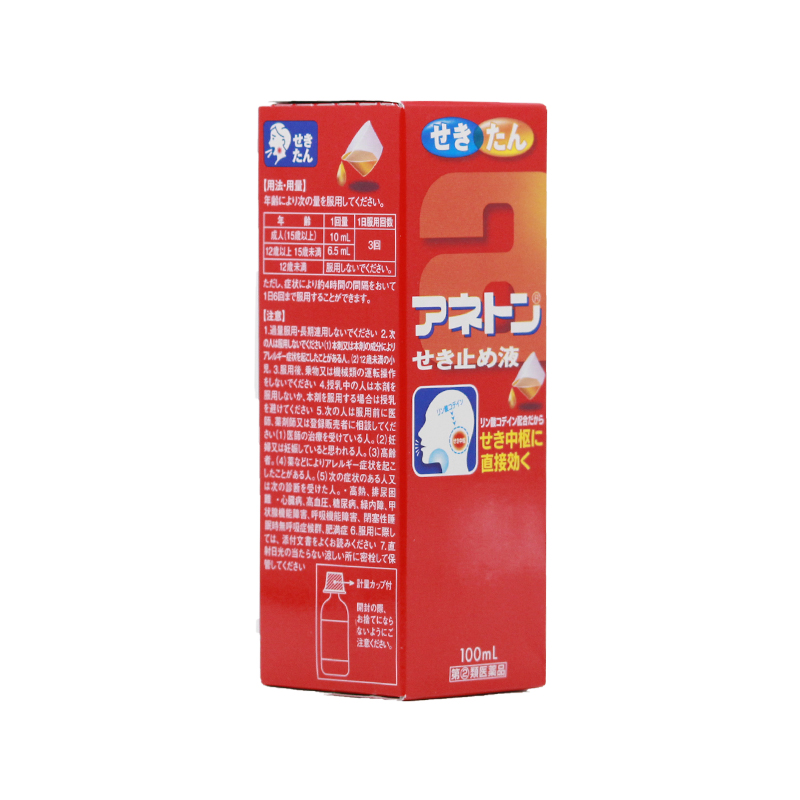 せき
たん
【用法・用量】
年齢により次の量を服用してください。
年 齢 1回量 1日服用回数
成人(15歳以上) 10 mL 3回
12歳以上 15歳未満 6.5 mL
12歳未満 服用しないでください。
ただし、症状により約4時間の間隔をおいて
1日6回まで服用することができます。
【注意】
1.過量服用・長期連用しないでください 2.次
の人は服用しないでください(1)本剤又は本剤の成分により
アレルギー症状を起こしたことがある人。(2)12歳未満の小
児。3.服用後、乗物又は機械類の運転操作
をしないでください 4.授乳中の人は本剤を
服用しないか、本剤を服用する場合は授乳
を避けてください 5.次の人は服用前に医
師、薬剤師又は登録販売者に相談してくだ
さい(1)医師の治療を受けている人。(2)妊
婦又は妊娠していると思われる人。(3)高齢
者。(4)薬などによりアレルギー症状を起こ
したことがある人。(5)次の症状のある人又
は次の診断を受けた人。・高熱、排尿困
難 ・心臓病、高血圧、糖尿病、緑内障、甲
状腺機能障害、呼吸機能障害、閉塞性睡
眠時無呼吸症候群、肥満症 6.服用に際し
ては、添付文書をよくお読みください 7.直
射日光の当たらない涼しい所に密栓して保
管してください
計量カップ付
開封の際、
お捨てになら
ないようにご
注意ください。
せき たん
2
アネトン®
せき止め液
リン酸コデイン
せき中枢
リン酸コデイン配合だから
せき中枢に
直接効く
100mL
第②類医薬品